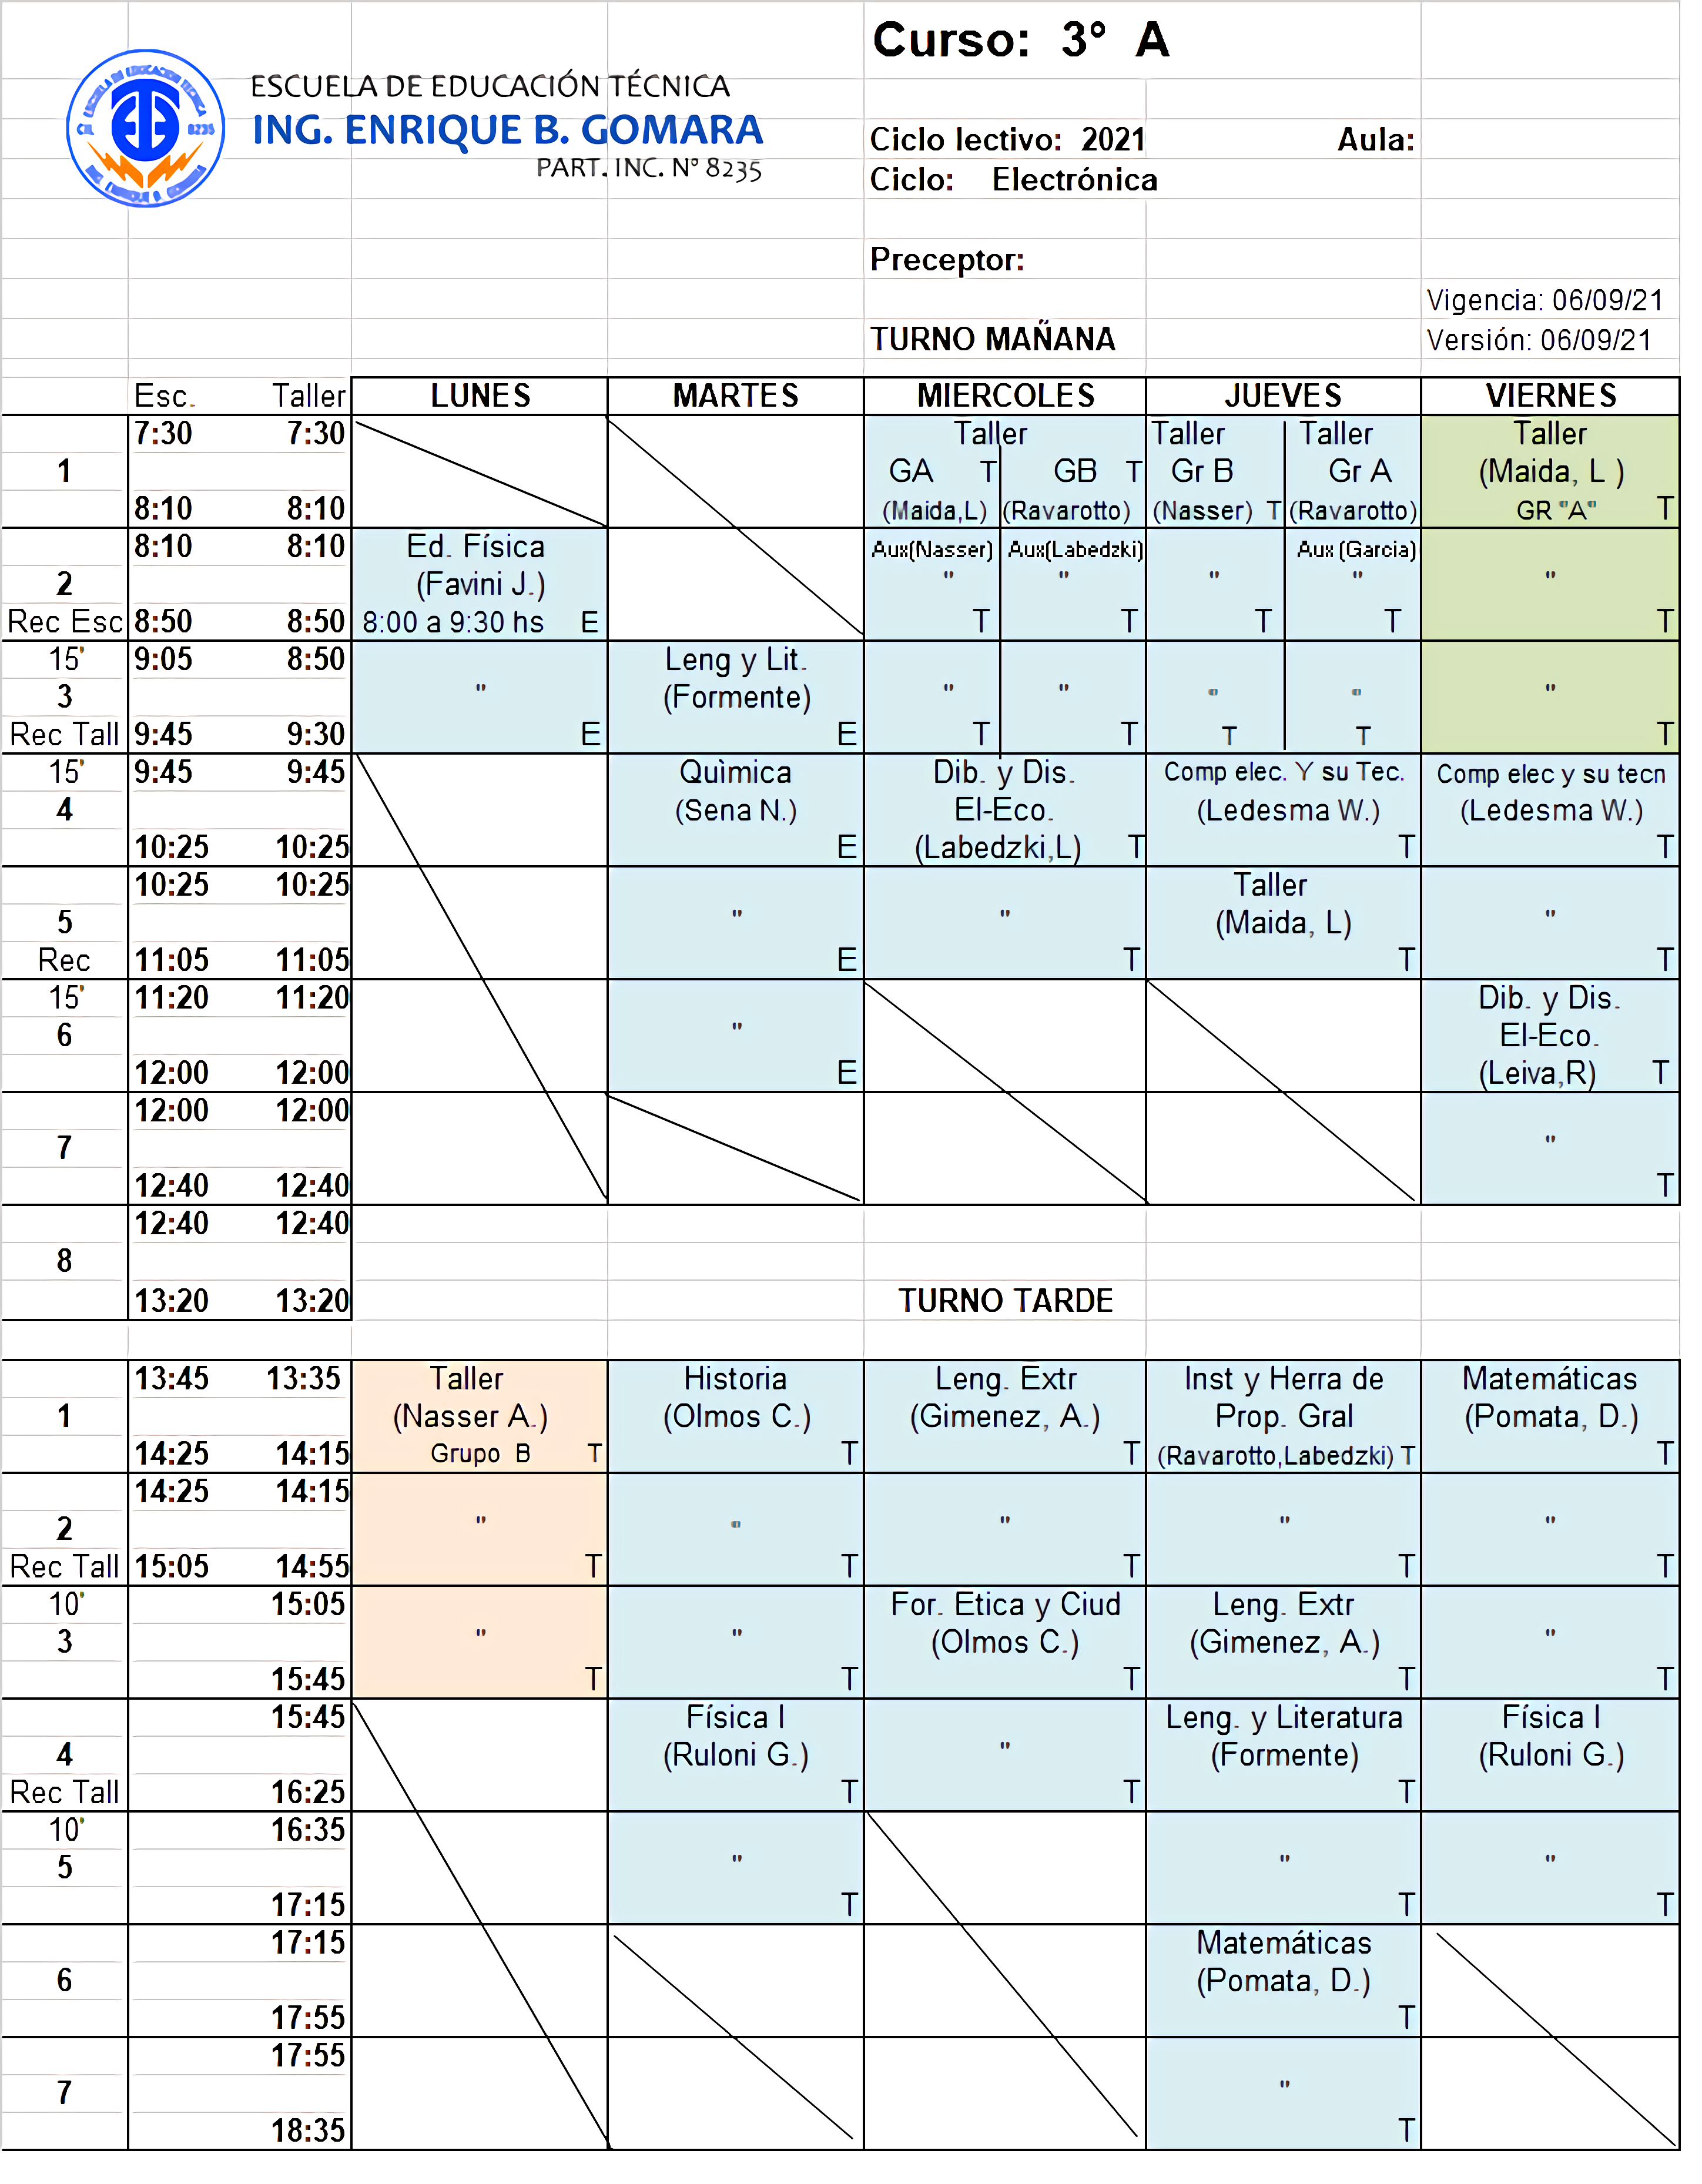 Curso: 3° A
ESCUELA DE EDUCACIÓN TÉCNICA
ING. ENRIQUE B. GOMARA
PART. INC. Nº 8235
8235
Ciclo lectivo: 2021 Aula:
Ciclo: Electrónica
Preceptor:
Vigencia: 06/09/21
TURNO MAÑANA Versión: 06/09/21
Esc. Taller LUNES MARTES MIERCOLES JUEVES VIERNES
7:30 7:30 Taller Taller Taller Taller
1 GA T GB T Gr B Gr A (Maida, L )
8:10 8:10 (Maida,L) (Ravarotto) (Nasser) T (Ravarotto) GR "A" T
8:10 8:10 Ed. Física Aux(Nasser) Aux(Labedzki) Aux (Garcia)
2 (Favini J.) " " " " "
Rec Esc 8:50 8:50 8:00 a 9:30 hs E T T T T T
15' 9:05 8:50 Leng y Lit.
3 " (Formente) " " " " "
Rec Tall 9:45 9:30 E E T T T T T
15' 9:45 9:45 Quìmica Dib. y Dis. Comp elec. Y su Tec. Comp elec y su tecn
4 (Sena N.) El-Eco. (Ledesma W.) (Ledesma W.)
10:25 10:25 E (Labedzki,L) T T T
10:25 10:25 Taller
5 " " (Maida, L) "
Rec 11:05 11:05 E T T T
15' 11:20 11:20 Dib. y Dis.
6 " El-Eco.
12:00 12:00 E (Leiva,R) T
12:00 12:00
7 "
12:40 12:40 T
12:40 12:40
8
13:20 13:20 TURNO TARDE
13:45 13:35 Taller Historia Leng. Extr Inst y Herra de Matemáticas
1 (Nasser A.) (Olmos C.) (Gimenez, A.) Prop. Gral (Pomata, D.)
14:25 14:15 Grupo B T T T (Ravarotto,Labedzki) T T
14:25 14:15
2 " " " " "
Rec Tall 15:05 14:55 T T T T T
10' 15:05 For. Etica y Ciud Leng. Extr
3 " " (Olmos C.) (Gimenez, A.) "
15:45 T T T T T
15:45 Física I Leng. y Literatura Física I
4 (Ruloni G.) " (Formente) (Ruloni G.)
Rec Tall 16:25 T T T
10' 16:35
5 " " "
17:15 T T T
17:15 Matemáticas
6 (Pomata, D.)
17:55 T
17:55
7 "
18:35 T